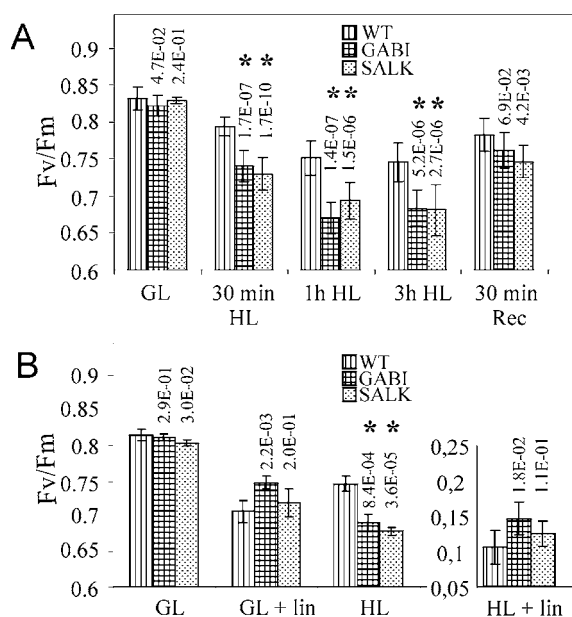 A
Fv/Fm
0.9
0.85
0.8
0.75
0.7
0.65
0.6
WT
GABI
SALK
4.7E-02
2.4E-01
* *
1.7E-07
1.7E-10
* *
1.4E-07
1.5E-06
* *
5.2E-06
2.7E-06
6.9E-02
4.2E-03
GL
30 min HL
1h HL
3h HL
30 min Rec
B
Fv/Fm
0.9
0.85
0.8
0.75
0.7
0.65
0.6
WT
GABI
SALK
2.9E-01
3.0E-02
2.2E-03
2.0E-01
* *
8.4E-04
3.6E-05
0,25
0,2
0,15
0,1
0,05
1.8E-02
1.1E-01
GL
GL + lin
HL
HL + lin